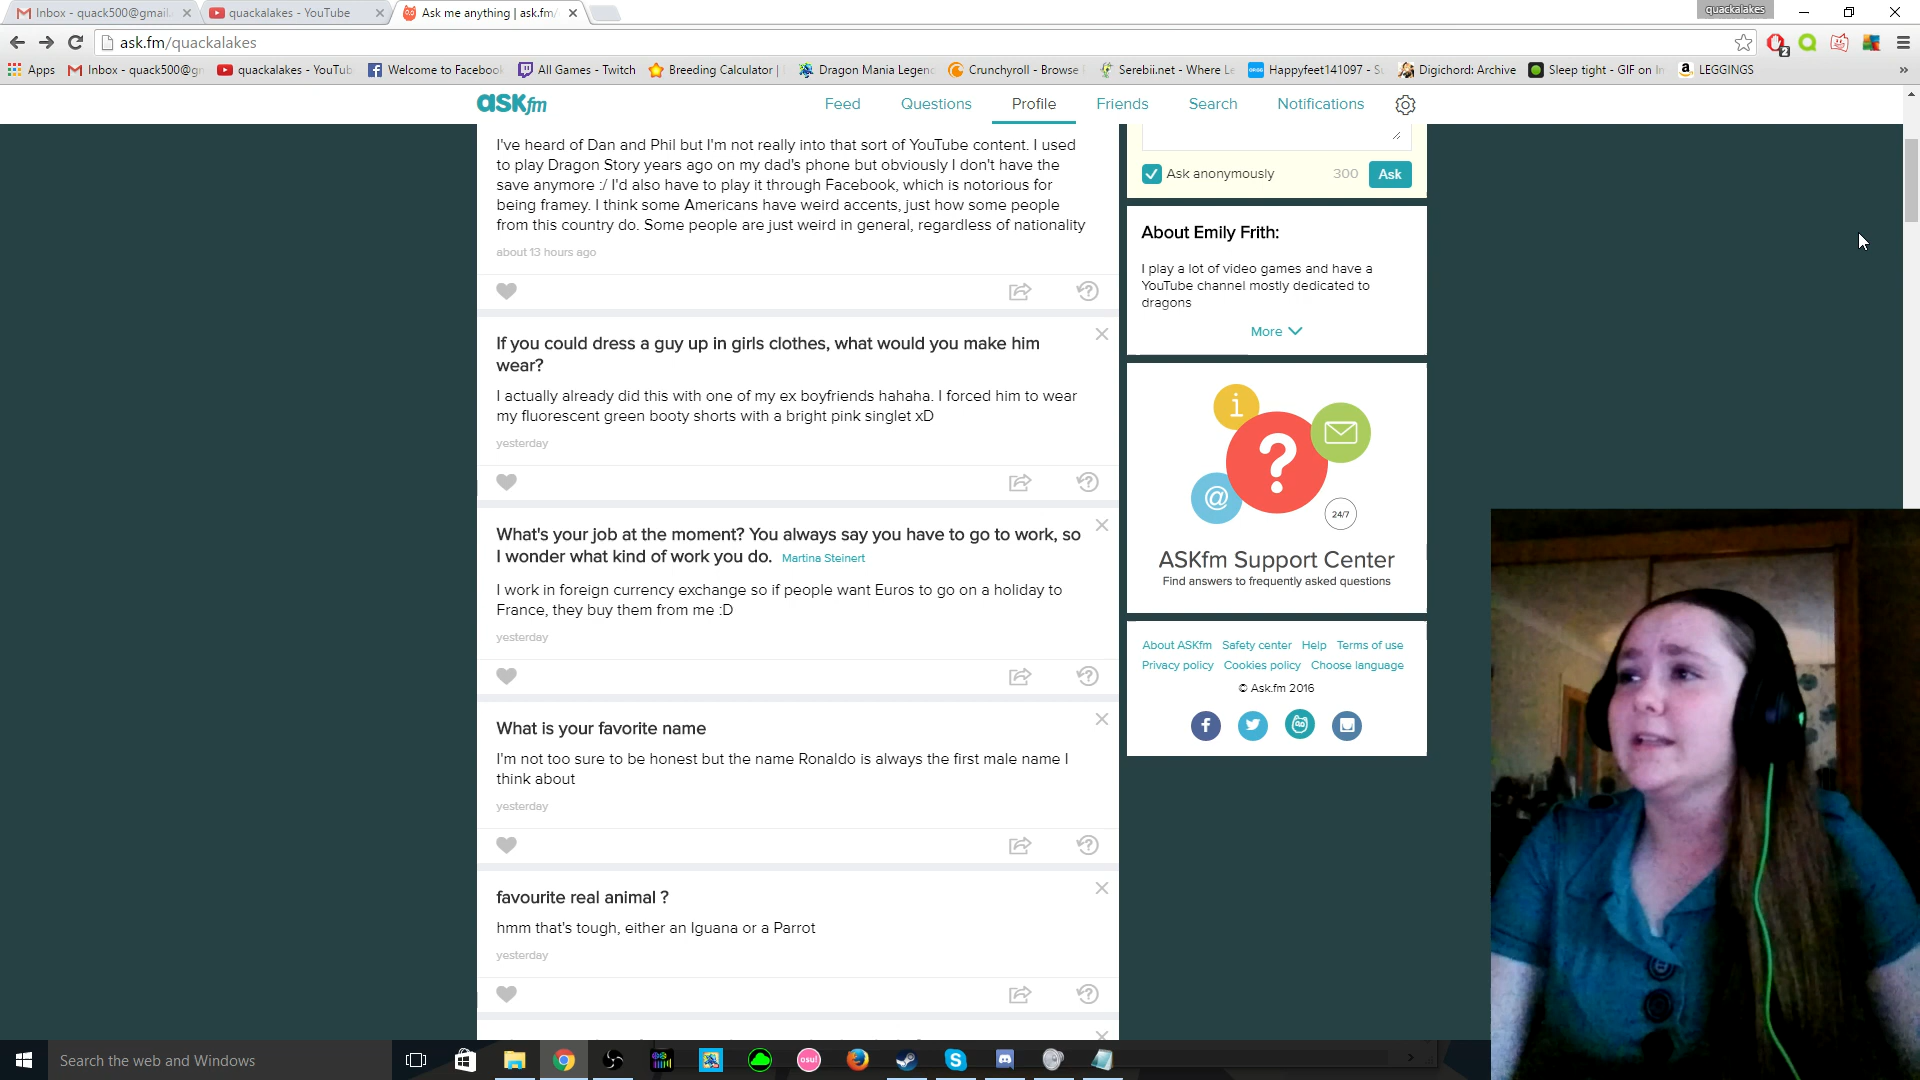 Inbox - quack500@gmail.
quackalakes - YouTube
Ask me anything | ask.fm/
quackalakes
ask.fm/quackalakes
2
Apps
Inbox - quack500@gm
quackalakes - YouTub
Welcome to Facebook
All Games - Twitch
Breeding Calculator |
Dragon Mania Legen
Crunchyroll - Browse
Serebii.net - Where Le
Happyfeet141097 - Su
Digichord: Archive
Sleep tight - GIF on Im
LEGGINGS
»
ASKfm
Feed
Questions
Profile
Friends
Search
Notifications
I've heard of Dan and Phil but I'm not really into that sort of YouTube content. I used
to play Dragon Story years ago on my dad's phone but obviously I don't have the
save anymore :/ I'd also have to play it through Facebook, which is notorious for
being framey. I think some Americans have weird accents, just how some people
from this country do. Some people are just weird in general, regardless of nationality
about 13 hours ago
If you could dress a guy up in girls clothes, what would you make him
wear?
I actually already did this with one of my ex boyfriends hahaha. I forced him to wear
my fluorescent green booty shorts with a bright pink singlet xD
yesterday
What's your job at the moment? You always say you have to go to work, so
I wonder what kind of work you do. Martina Steinert
I work in foreign currency exchange so if people want Euros to go on a holiday to
France, they buy them from me :D
yesterday
What is your favorite name
I'm not too sure to be honest but the name Ronaldo is always the first male name I
think about
yesterday
favourite real animal ?
hmm that's tough, either an Iguana or a Parrot
yesterday
Ask anonymously
300
Ask
About Emily Frith:
I play a lot of video games and have a
YouTube channel mostly dedicated to
dragons
More
i
?
@
24/7
ASKfm Support Center
Find answers to frequently asked questions
About ASKfm Safety center Help Terms of use
Privacy policy Cookies policy Choose language
© Ask.fm 2016
Search the web and Windows
osu!